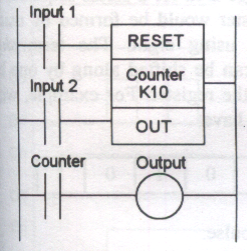 Input 1
RESET
Counter
K10
Input 2
OUT
Counter
Output